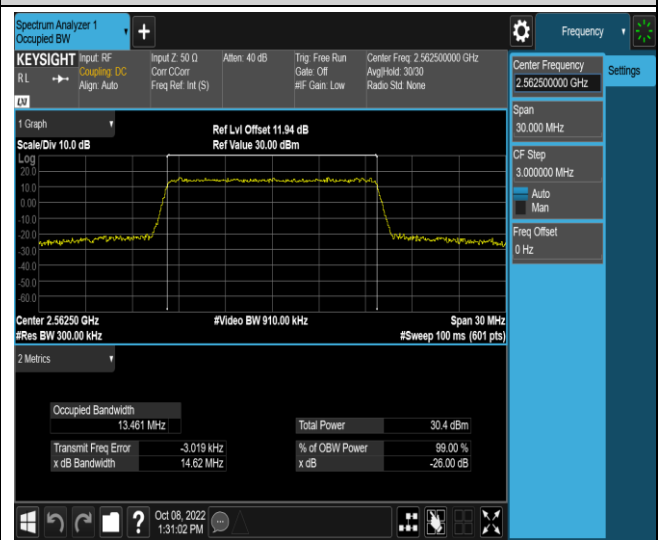 Spectrum Analyzer 1
Occupied BW
Frequency
KEYSIGHT
RL
Input: RF
Coupling: DC
Align: Auto
Input Z: 50 Ω
Corr CCorr
Freq Ref: Int (S)
Atten: 40 dB
Trig: Free Run
Gate: Off
#IF Gain: Low
Center Freq: 2.562500000 GHz
Avg|Hold: 30/30
Radio Std: None
Center Frequency
2.562500000 GHz
Settings
Span
30.000 MHz
CF Step
3.000000 MHz
Auto
Man
Freq Offset
0 Hz
1 Graph
Scale/Div 10.0 dB
Ref Lvl Offset 11.94 dB
Ref Value 30.00 dBm
Log
20.0
10.0
0.00
-10.0
-20.0
-30.0
-40.0
-50.0
-60.0
Center 2.56250 GHz
#Res BW 300.00 kHz
#Video BW 910.00 kHz
Span 30 MHz
#Sweep 100 ms (601 pts)
2 Metrics
Occupied Bandwidth
13.461 MHz
Total Power 30.4 dBm
Transmit Freq Error -3.019 kHz
% of OBW Power 99.00 %
x dB Bandwidth 14.62 MHz
x dB -26.00 dB
?
Oct 08, 2022
1:31:02 PM